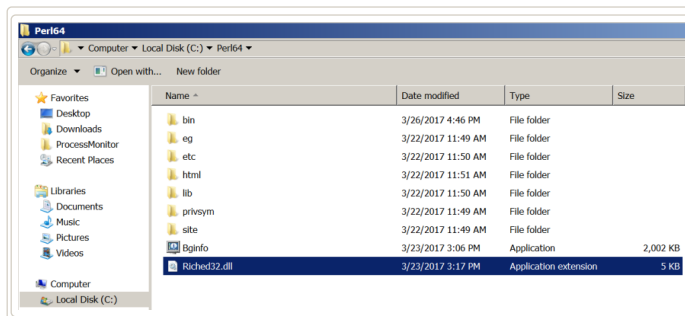 Perl64
Computer Local Disk (C:) Perl64
Organize Open with... New folder
Favorites
Desktop
Downloads
ProcessMonitor
Recent Places
Libraries
Documents
Music
Pictures
Videos
Computer
Local Disk (C:)
Name Date modified Type Size
bin 3/26/2017 4:46 PM File folder
eg 3/22/2017 11:49 AM File folder
etc 3/22/2017 11:50 AM File folder
html 3/22/2017 11:51 AM File folder
lib 3/22/2017 11:50 AM File folder
privsym 3/22/2017 11:49 AM File folder
site 3/22/2017 11:49 AM File folder
Bginfo 3/23/2017 3:06 PM Application 2,002 KB
Riched32.dll 3/23/2017 3:17 PM Application extension 5 KB